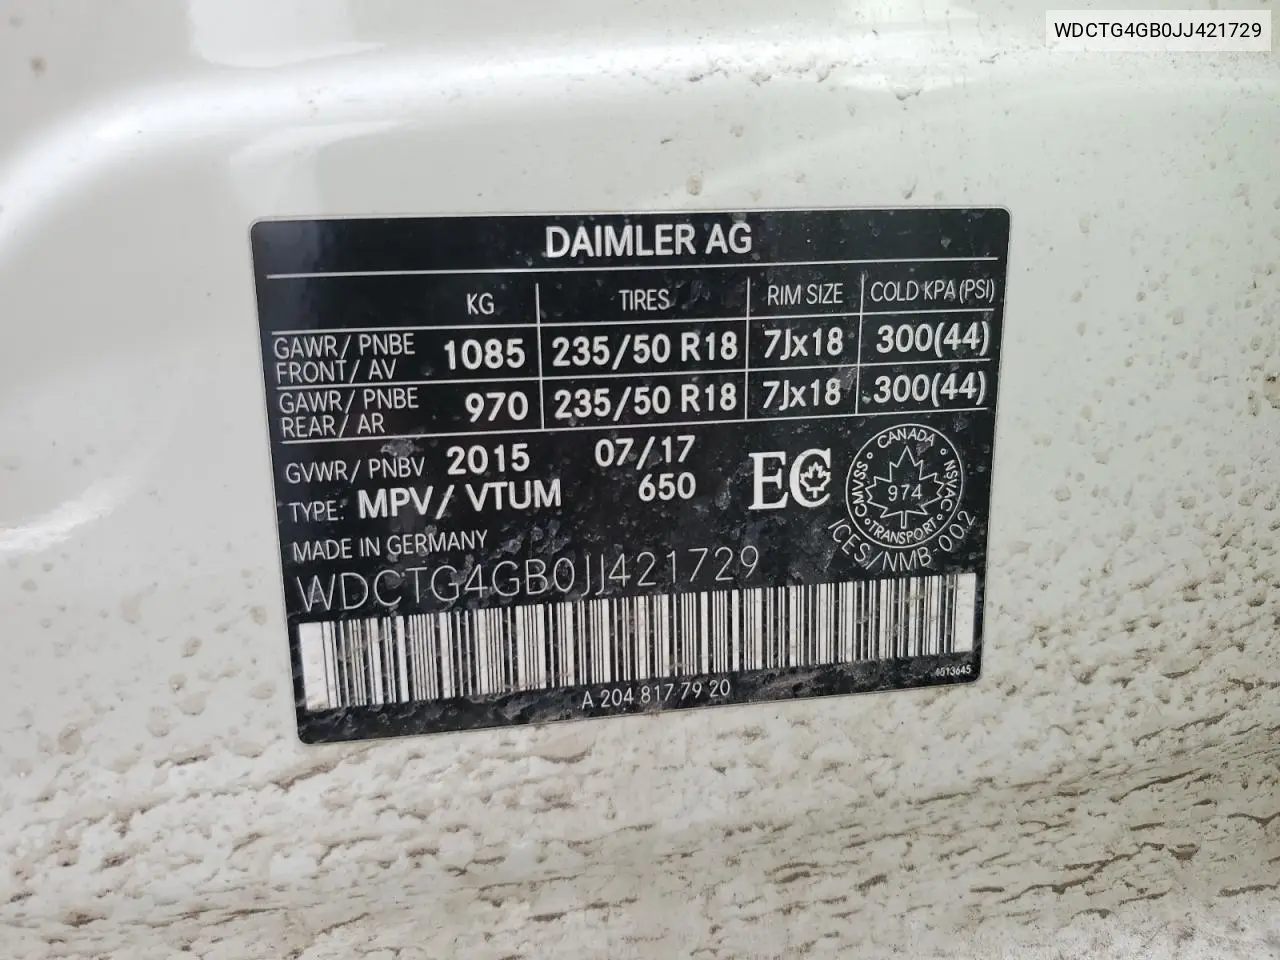 WDCTG4GB0JJ421729
DAIMLER AG
KG TIRES RIM SIZE COLD KPA (PSI)
GAWR/ PNBE FRONT/ AV 1085 235/50 R18 7Jx18 300(44)
GAWR/ PNBE REAR/ AR 970 235/50 R18 7Jx18 300(44)
GVWR/ PNBV 2015 07/17
TYPE: MPV/ VTUM 650
EC
CANADA
CMVSS NSVAC
974
TRANSPORT
ICES/NMB-002
MADE IN GERMANY
WDCTG4GB0JJ421729
A 204 817 79 20